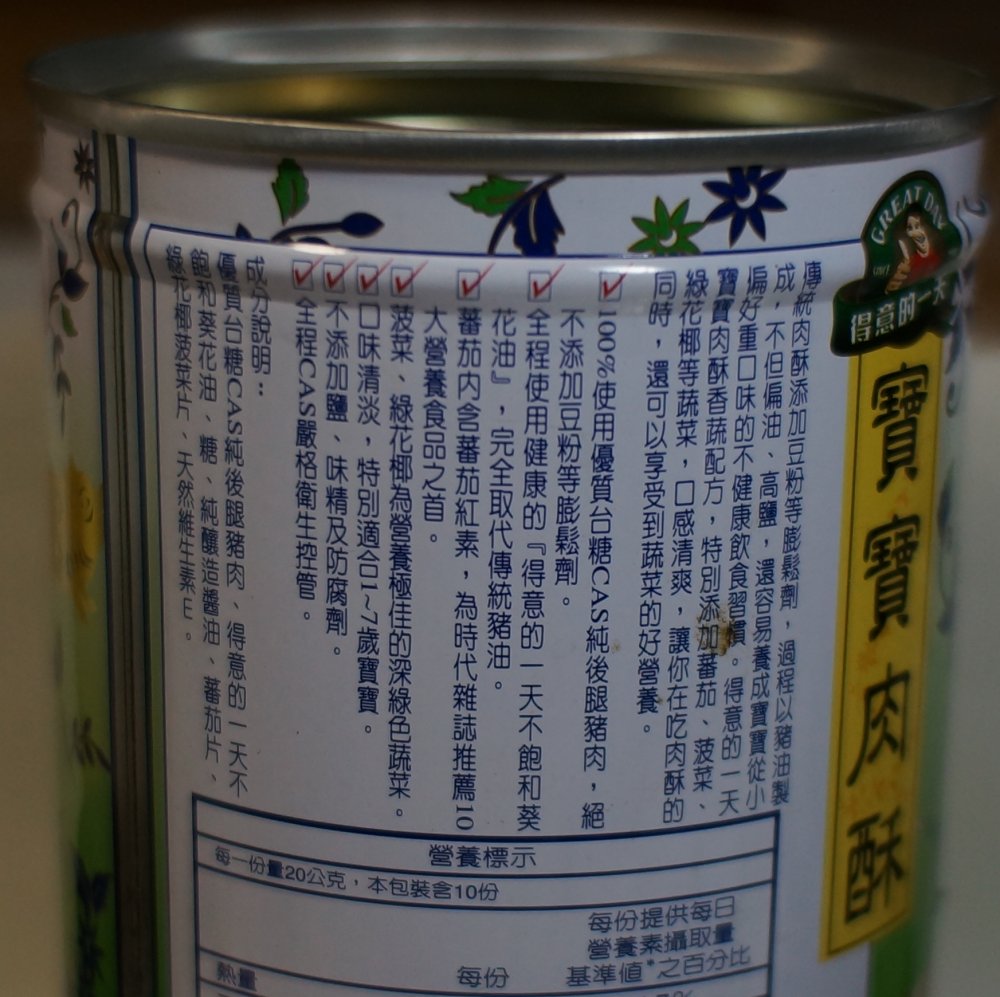 GREAT DAY
得意的一天
寶寶肉酥
傳統肉酥添加豆粉等膨鬆劑，過程以豬油製
成，不但偏油、高鹽，還容易養成寶寶從小
偏好重口味的不健康飲食習慣。得意的一天
寶寶肉酥香蔬配方，特別添加蕃茄、菠菜、
綠花椰等蔬菜，口感清爽，讓你在吃肉酥的
同時，還可以享受到蔬菜的好營養。
100%使用優質台糖CAS純後腿豬肉，絕
不添加豆粉等膨鬆劑。
全程使用健康的『得意的一天不飽和葵
花油』，完全取代傳統豬油。
蕃茄內含蕃茄紅素，為時代雜誌推薦10
大營養食品之首。
菠菜、綠花椰為營養極佳的深綠色蔬菜。
口味清淡，特別適合1~7歲寶寶。
不添加鹽、味精及防腐劑。
全程CAS嚴格衛生控管。
成分說明：
優質台糖CAS純後腿豬肉、得意的一天不
飽和葵花油、糖、純釀造醬油、蕃茄片、
綠花椰菠菜片、天然維生素E。
營養標示
每一份量20公克，本包裝含10份
每份提供每日
營養素攝取量
每份 基準值*之百分比
熱量